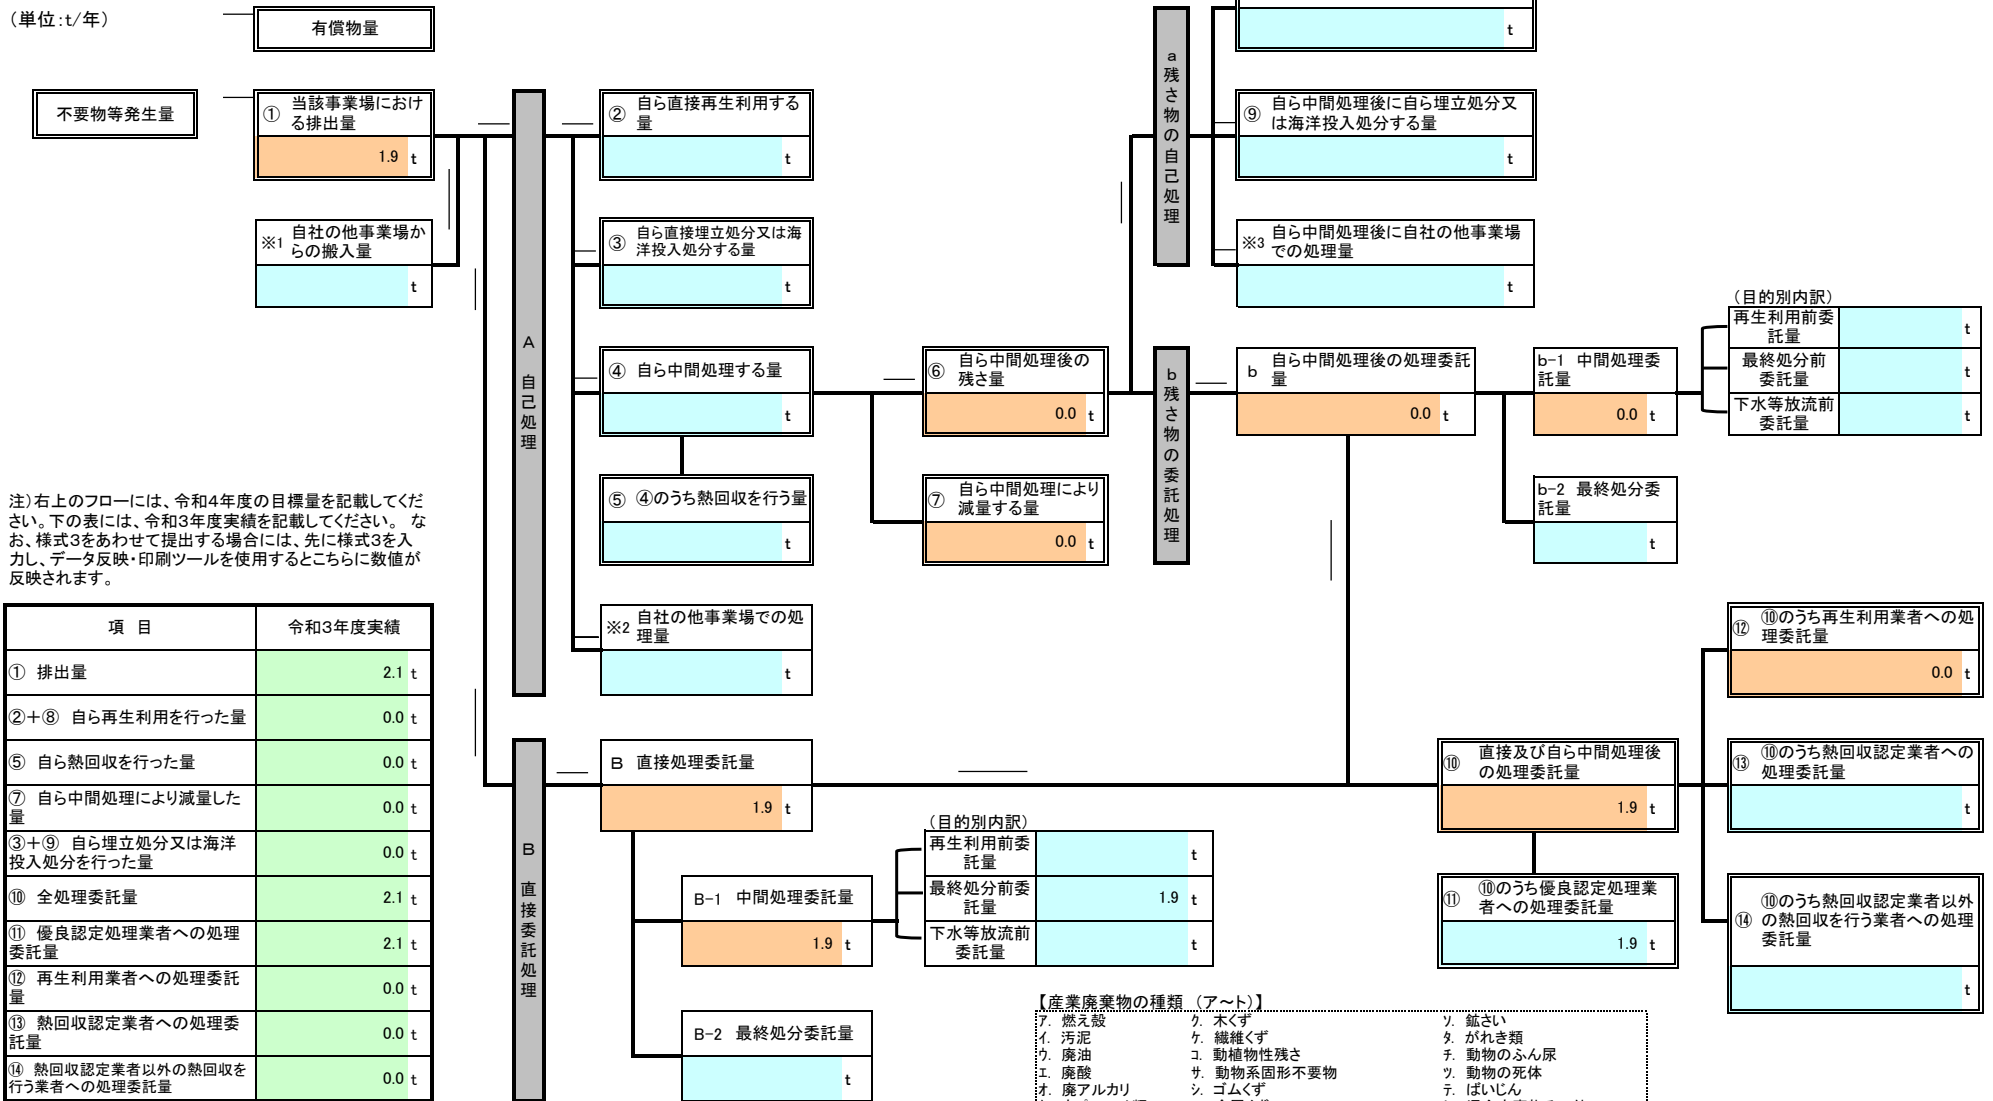 （単位:t/年）
有償物量
t
不要物等発生量
① 当該事業場におけ
る排出量
1.9 t
※1 自社の他事業場か
らの搬入量
t
A 自己処理
② 自ら直接再生利用する
量
t
③ 自ら直接埋立処分又は海
洋投入処分する量
t
④ 自ら中間処理する量
t
⑤ ④のうち熱回収を行う量
t
※2 自社の他事業場での処
理量
t
⑥ 自ら中間処理後の
残さ量
0.0 t
⑦ 自ら中間処理により
減量する量
0.0 t
a 残さ物の自己処理
⑨ 自ら中間処理後に自ら埋立処分又
は海洋投入処分する量
t
※3 自ら中間処理後に自社の他事業場
での処理量
t
b 残さ物の委託処理
b 自ら中間処理後の処理委託
量
0.0 t
b-1 中間処理委
託量
0.0 t
b-2 最終処分委
託量
t
（目的別内訳）
再生利用前委
託量
t
最終処分前
委託量
t
下水等放流前
委託量
t
注）右上のフローには、令和4年度の目標量を記載してくだ
さい。下の表には、令和3年度実績を記載してください。 な
お、様式3をあわせて提出する場合には、先に様式3を入
力し、データ反映・印刷ツールを使用するとこちらに数値が
反映されます。
項 目 令和3年度実績
① 排出量 2.1 t
②＋⑧ 自ら再生利用を行った量 0.0 t
⑤ 自ら熱回収を行った量 0.0 t
⑦ 自ら中間処理により減量した
量 0.0 t
③＋⑨ 自ら埋立処分又は海洋
投入処分を行った量 0.0 t
⑩ 全処理委託量 2.1 t
⑪ 優良認定処理業者への処理
委託量 2.1 t
⑫ 再生利用業者への処理委託
量 0.0 t
⑬ 熱回収認定業者への処理委
託量 0.0 t
⑭ 熱回収認定業者以外の熱回収を
行う業者への処理委託量 0.0 t
B 直接委託処理
B 直接処理委託量
1.9 t
B-1 中間処理委託量
1.9 t
B-2 最終処分委託量
t
（目的別内訳）
再生利用前委
託量
t
最終処分前委
託量
1.9 t
下水等放流前
委託量
t
⑩ 直接及び自ら中間処理後
の処理委託量
1.9 t
⑪ ⑩のうち優良認定処理業
者への処理委託量
1.9 t
⑫ ⑩のうち再生利用業者への処
理委託量
0.0 t
⑬ ⑩のうち熱回収認定業者への
処理委託量
t
⑭ ⑩のうち熱回収認定業者以外
の熱回収を行う業者への処理
委託量
t
【産業廃棄物の種類 （ア～ト）】
ア. 燃え殻 ク. 木くず ソ. 鉱さい
イ. 汚泥 ケ. 繊維くず タ. がれき類
ウ. 廃油 コ. 動植物性残さ チ. 動物のふん尿
エ. 廃酸 サ. 動物系固形不要物 ツ. 動物の死体
オ. 廃アルカリ シ. ゴムくず テ. ばいじん